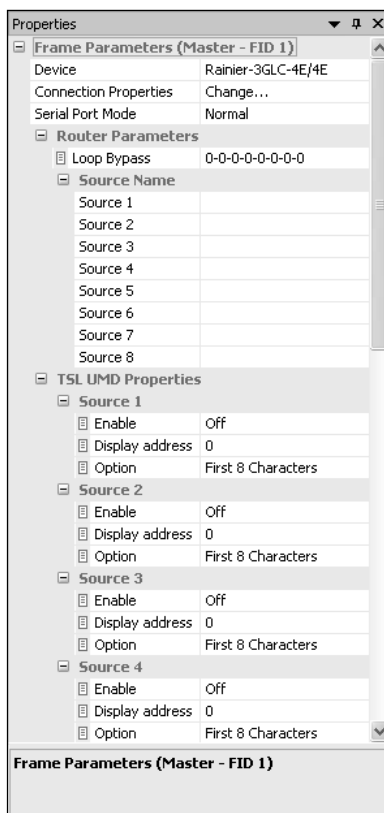 Properties
Frame Parameters (Master - FID 1)
Device Rainier-3GLC-4E/4E
Connection Properties Change...
Serial Port Mode Normal
Router Parameters
Loop Bypass 0-0-0-0-0-0-0-0
Source Name
Source 1
Source 2
Source 3
Source 4
Source 5
Source 6
Source 7
Source 8
TSL UMD Properties
Source 1
Enable Off
Display address 0
Option First 8 Characters
Source 2
Enable Off
Display address 0
Option First 8 Characters
Source 3
Enable Off
Display address 0
Option First 8 Characters
Source 4
Enable Off
Display address 0
Option First 8 Characters
Frame Parameters (Master - FID 1)